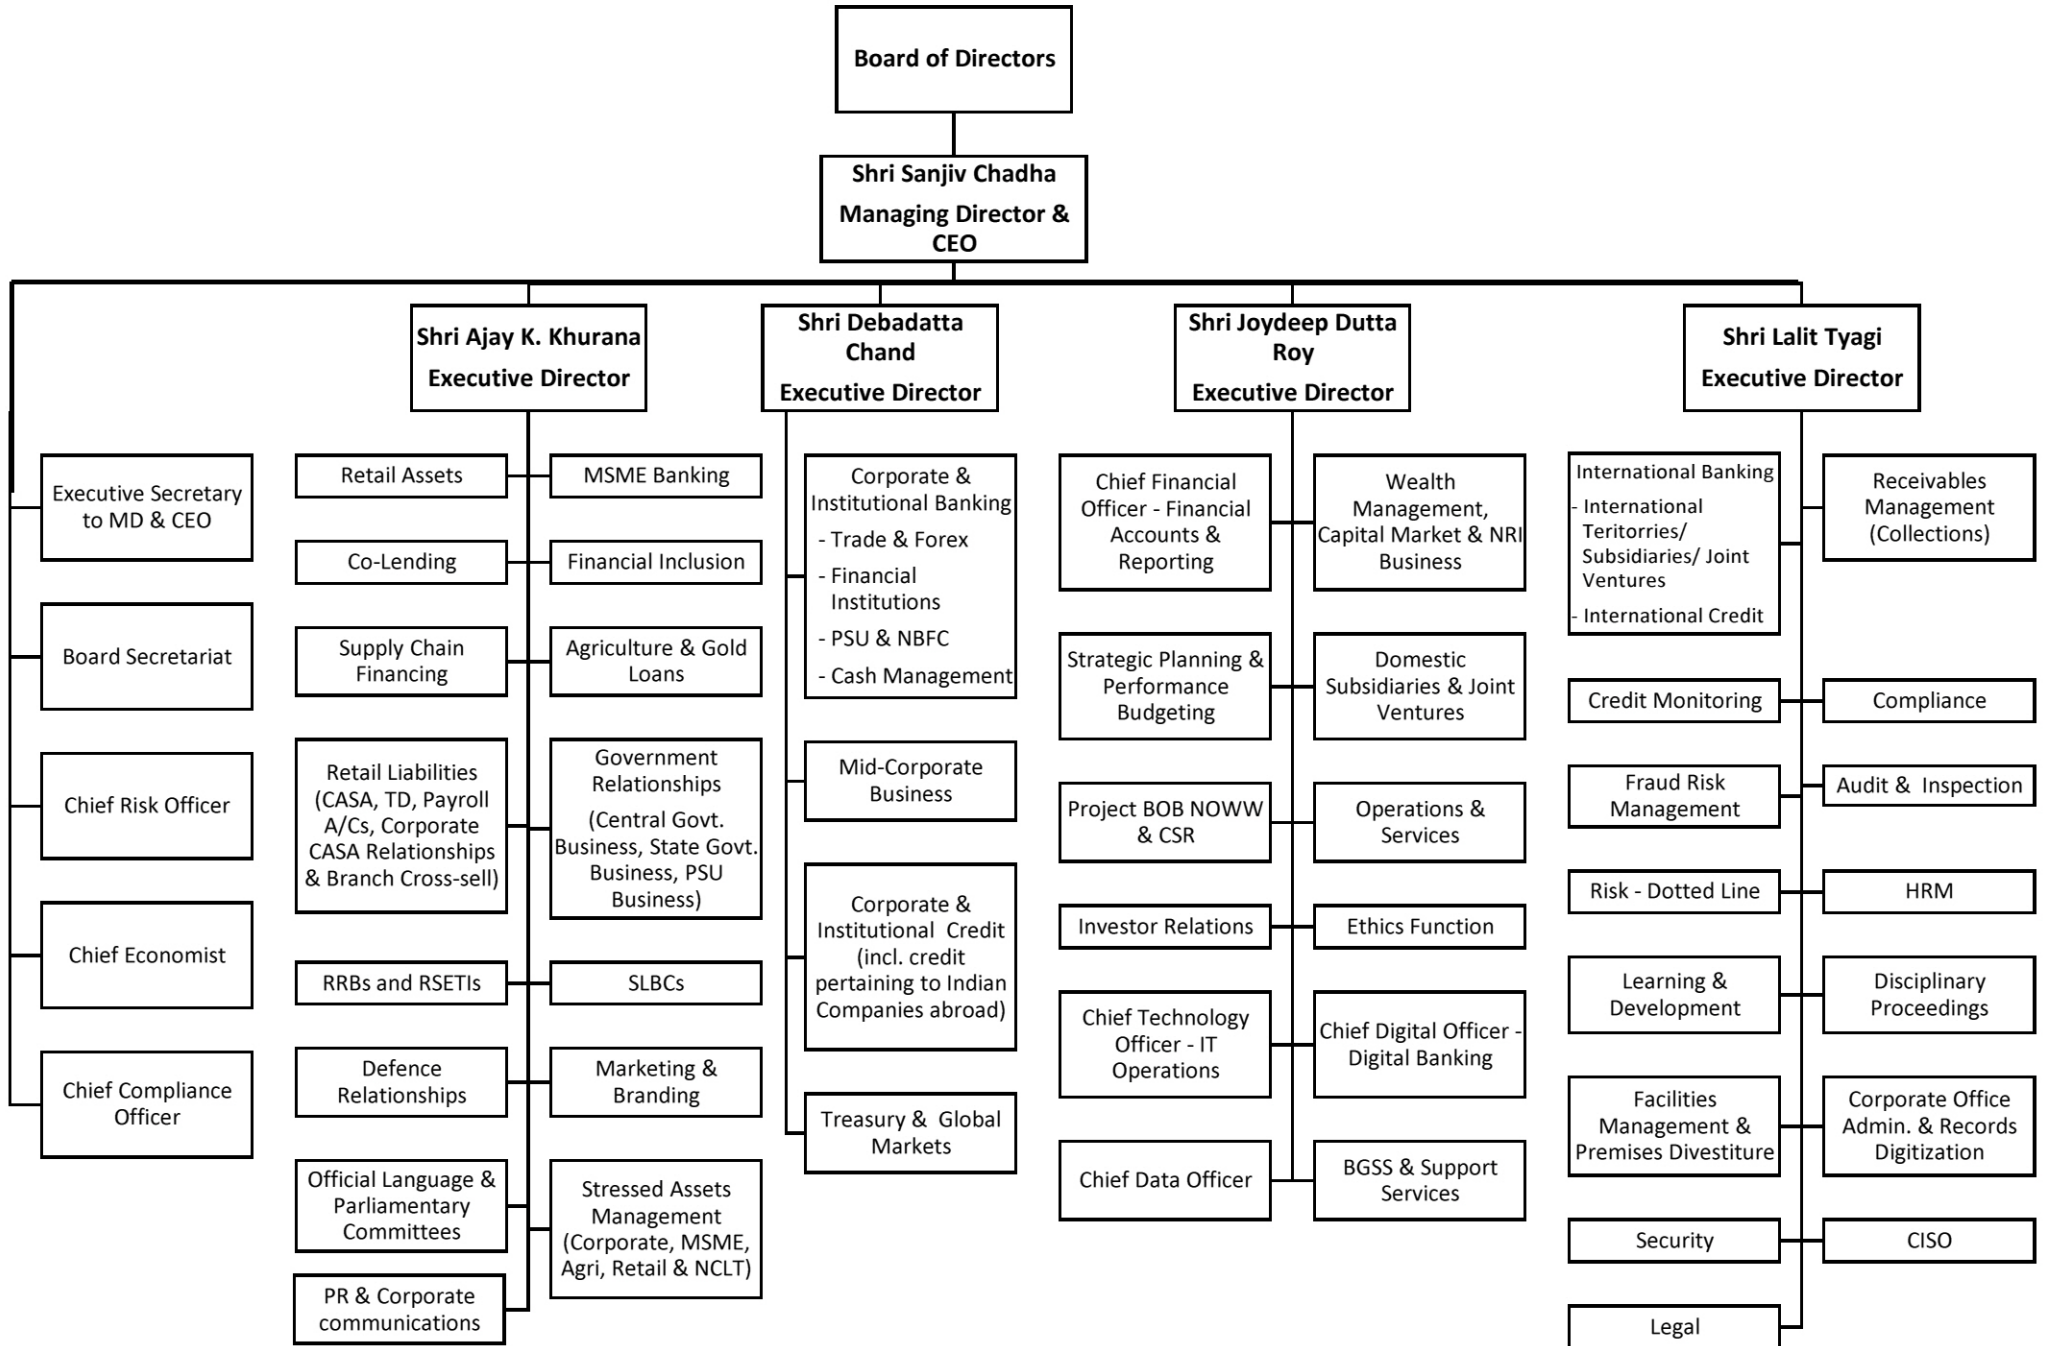 Board of Directors
Shri Sanjiv Chadha
Managing Director &
CEO
Shri Ajay K. Khurana
Executive Director
Shri Debadatta
Chand
Executive Director
Shri Joydeep Dutta
Roy
Executive Director
Shri Lalit Tyagi
Executive Director
Executive Secretary
to MD & CEO
Board Secretariat
Chief Risk Officer
Chief Economist
Chief Compliance
Officer
Retail Assets
MSME Banking
Co-Lending
Financial Inclusion
Supply Chain
Financing
Agriculture & Gold
Loans
Retail Liabilities
(CASA, TD, Payroll
A/Cs, Corporate
CASA Relationships
& Branch Cross-sell)
Government
Relationships
(Central Govt.
Business, State Govt.
Business, PSU
Business)
RRBs and RSETIs
SLBCs
Defence
Relationships
Marketing &
Branding
Official Language &
Parliamentary
Committees
Stressed Assets
Management
(Corporate, MSME,
Agri, Retail & NCLT)
PR & Corporate
communications
Corporate &
Institutional Banking
- Trade & Forex
- Financial
Institutions
- PSU & NBFC
- Cash Management
Mid-Corporate
Business
Corporate &
Institutional Credit
(incl. credit
pertaining to Indian
Companies abroad)
Treasury & Global
Markets
Chief Financial
Officer - Financial
Accounts &
Reporting
Wealth
Management,
Capital Market & NRI
Business
Strategic Planning &
Performance
Budgeting
Domestic
Subsidiaries & Joint
Ventures
Project BOB NOWW
& CSR
Operations &
Services
Investor Relations
Ethics Function
Chief Technology
Officer - IT
Operations
Chief Digital Officer -
Digital Banking
Chief Data Officer
BGSS & Support
Services
International Banking
- International
Teritorries/
Subsidiaries/ Joint
Ventures
- International Credit
Receivables
Management
(Collections)
Credit Monitoring
Compliance
Fraud Risk
Management
Audit & Inspection
Risk - Dotted Line
HRM
Learning &
Development
Disciplinary
Proceedings
Facilities
Management &
Premises Divestiture
Corporate Office
Admin. & Records
Digitization
Security
CISO
Legal